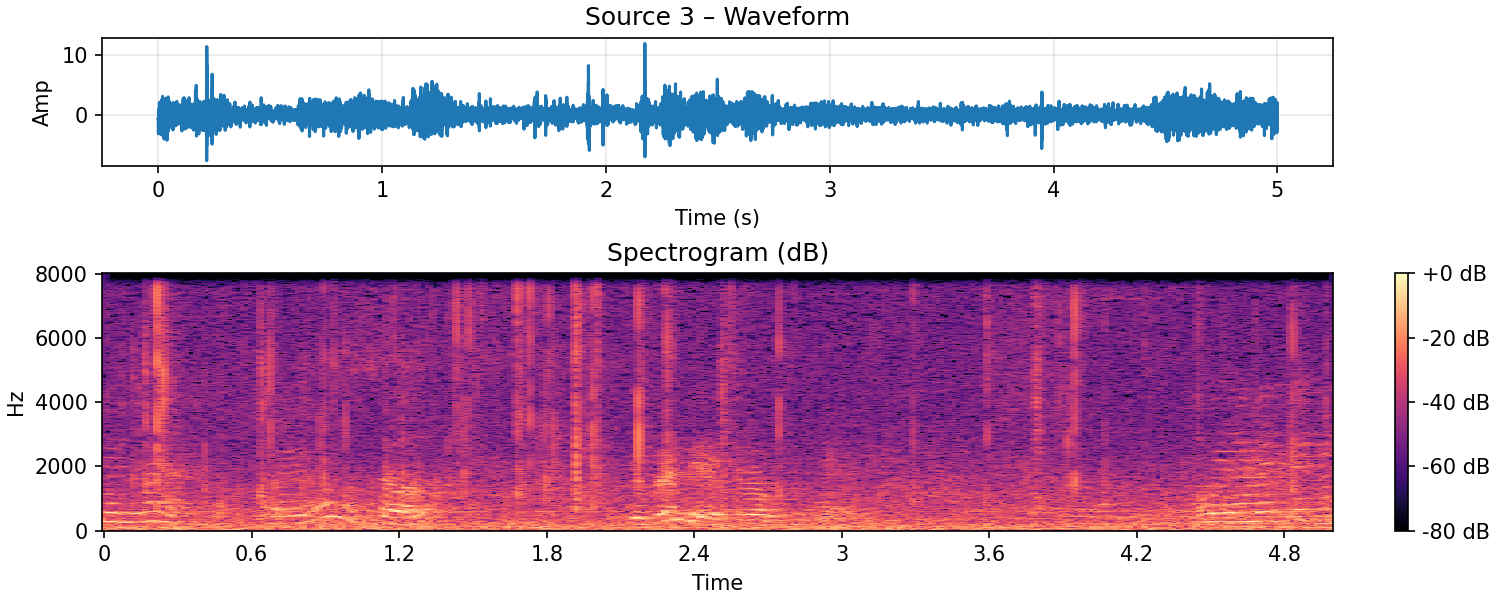 Source 3 – Waveform
10
0
Amp
0 1 2 3 4 5
Time (s)
Spectrogram (dB)
8000
6000
4000
2000
0
Hz
0 0.6 1.2 1.8 2.4 3 3.6 4.2 4.8
Time
+0 dB
-20 dB
-40 dB
-60 dB
-80 dB